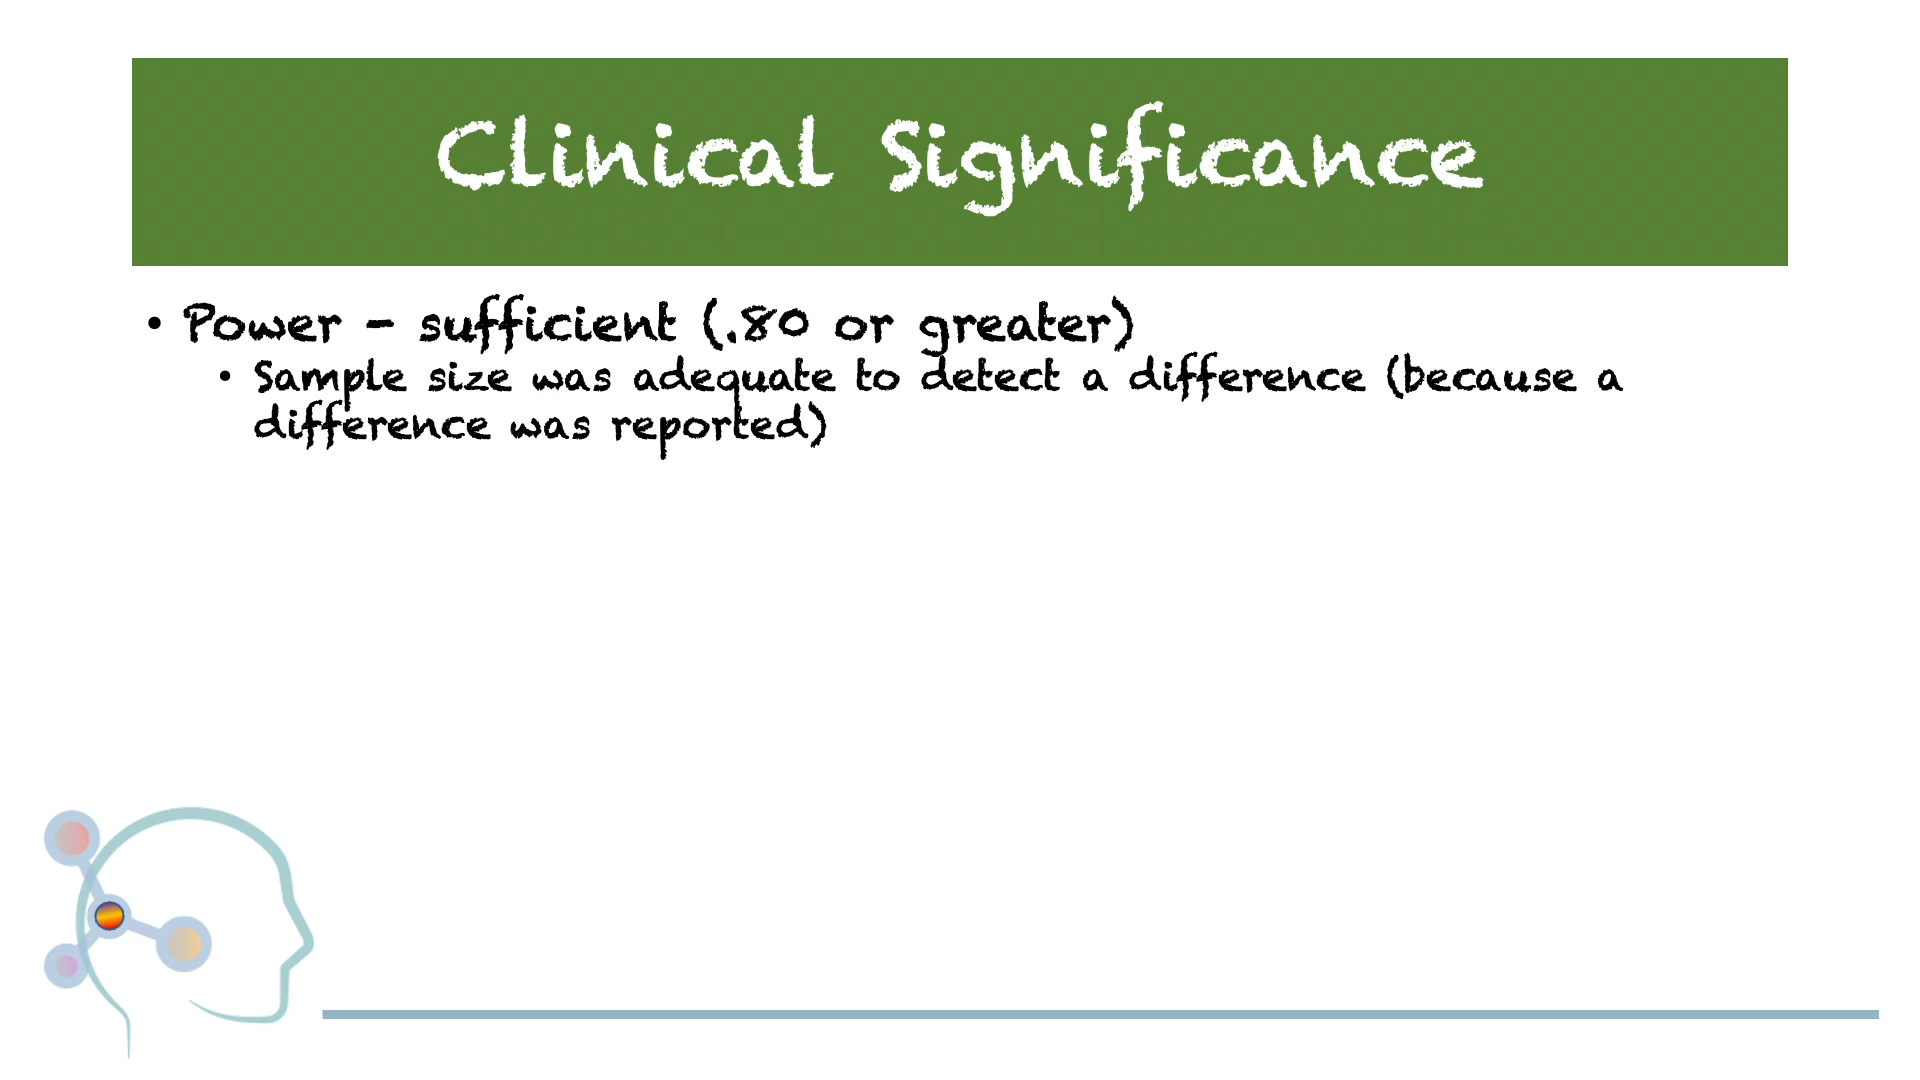 Clinical Significance
• Power - sufficient (.80 or greater)
• Sample size was adequate to detect a difference (because a
difference was reported)